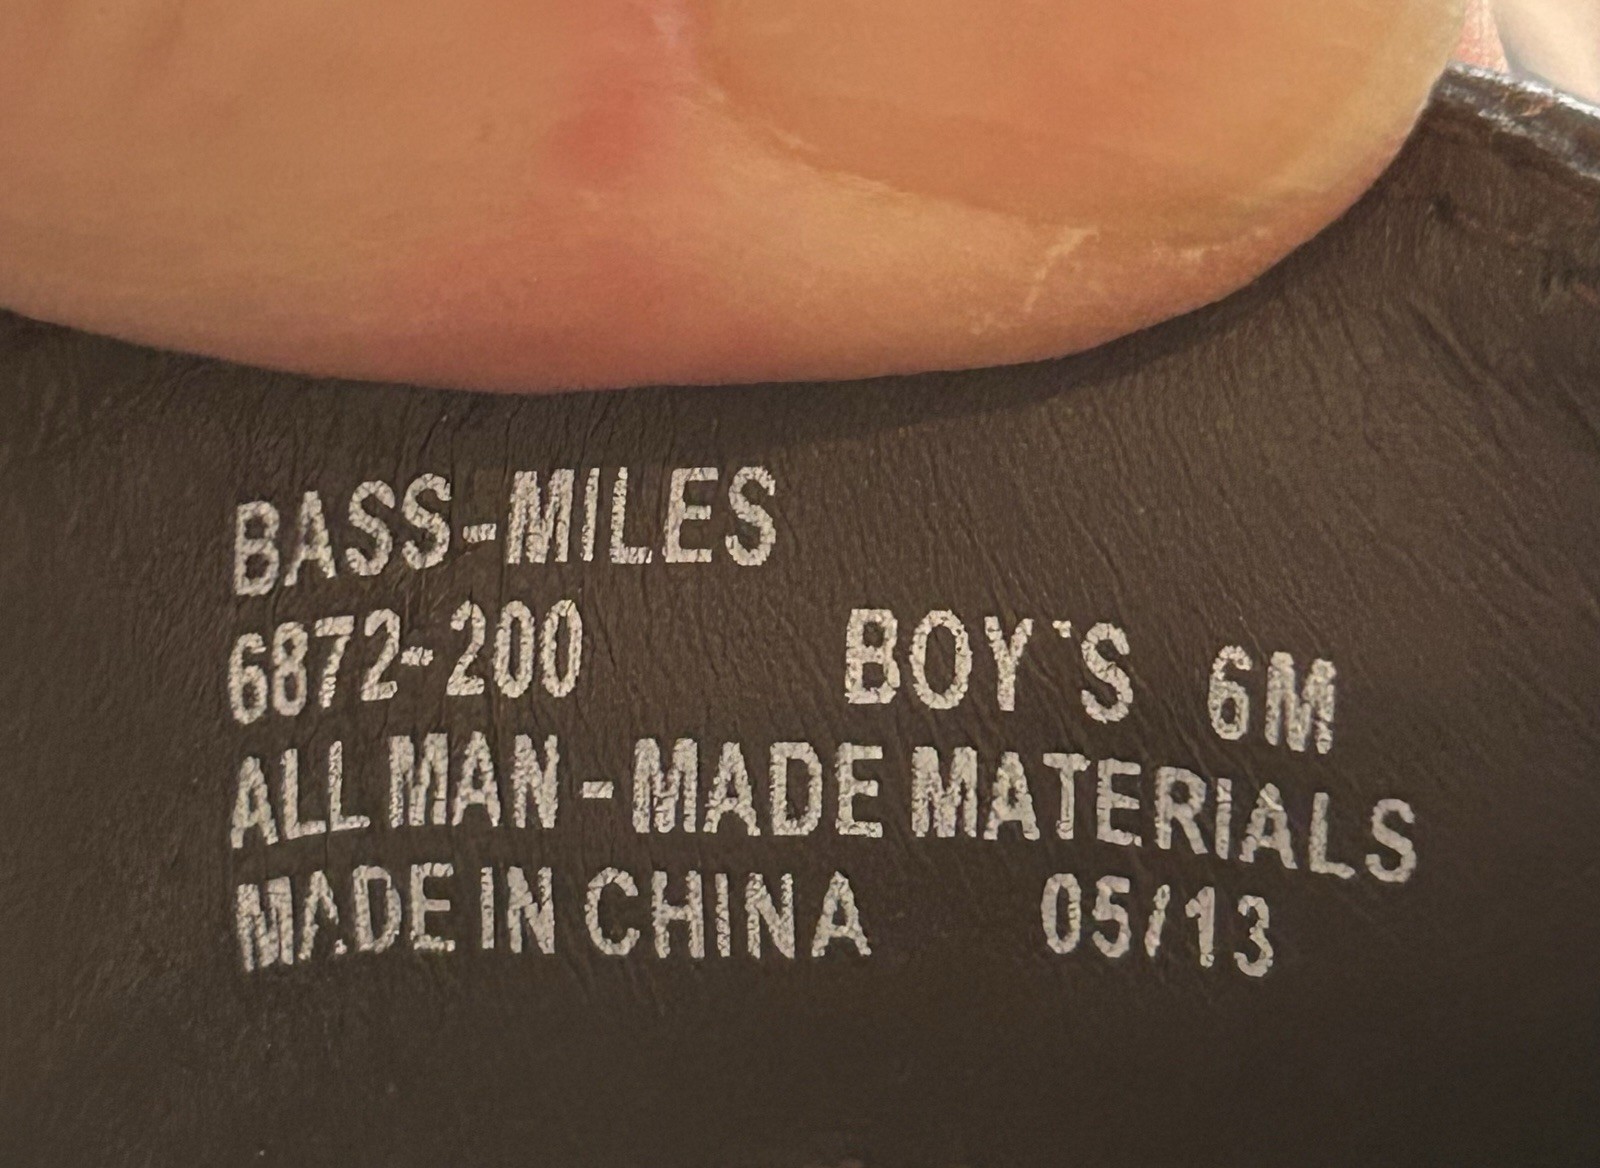 BASS-MILES
6872-200 BOY'S 6M
ALL MAN-MADE MATERIALS
MADE IN CHINA 05/13